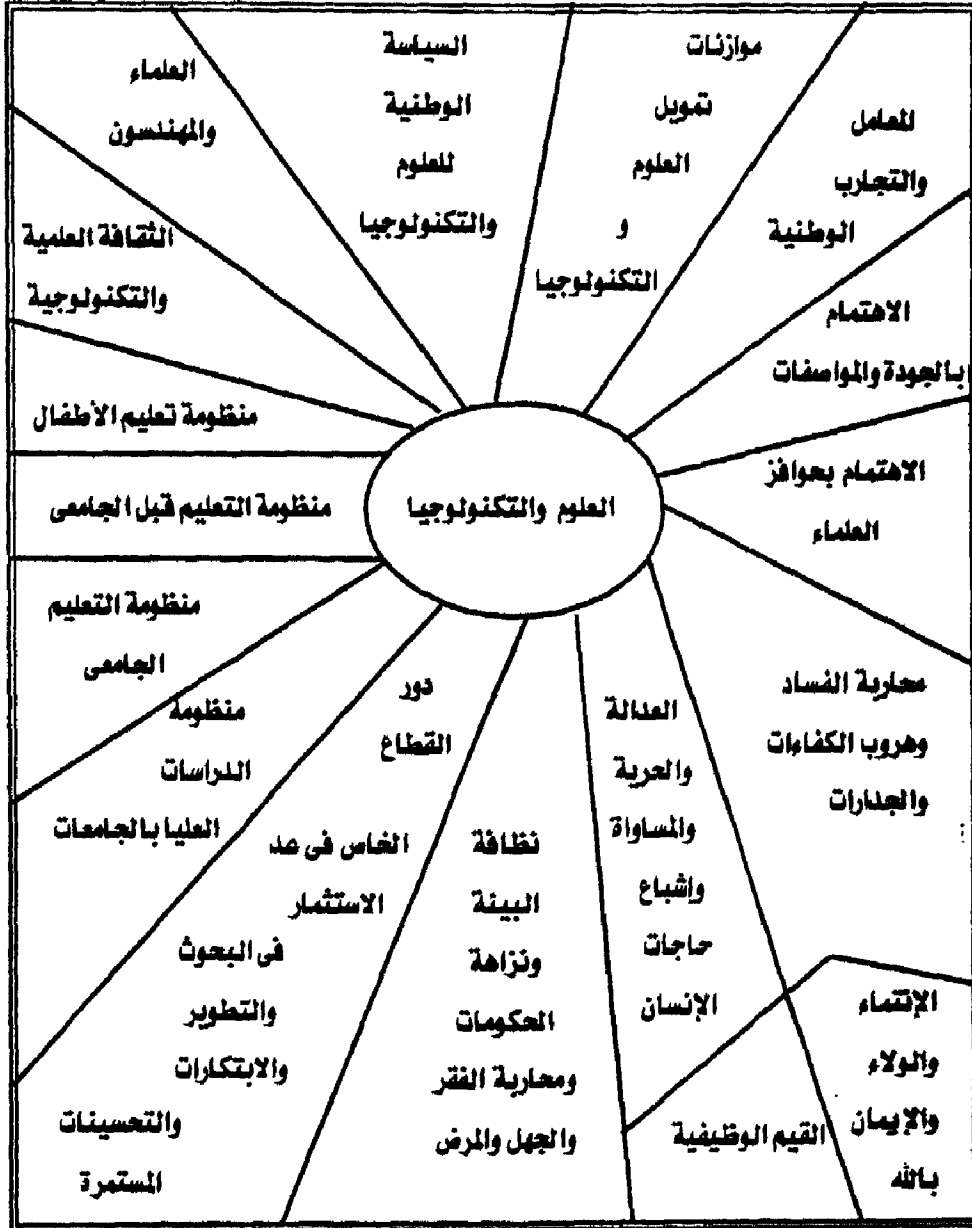 السياسة
الوطنية
للعلوم
والتكنولوجيا
موازنات
تمويل
العلوم
و
التكنولوجيا
المعامل
والتجارب
الوطنية
الاهتمام
بالجودة والمواصفات
الاهتمام بحوافز
العلماء
محاربة الفساد
وهروب الكفاءات
والجدارات
الإنتماء
والولاء
والإيمان
بالله
القيم الوظيفية
العدالة
والحرية
والمساواة
وإشباع
حاجات
الإنسان
نظافة
البيئة
ونزاهة
الحكومات
ومحاربة الفقر
والجهل والمرض
دور
القطاع
الخاص فى عد
الاستثمار
فى البحوث
والتطوير
والابتكارات
والتحسينات
المستمرة
منظومة
الدراسات
العليا بالجامعات
منظومة التعليم
الجامعى
منظومة التعليم قبل الجامعى
منظومة تعليم الأطفال
الثقافة العلمية
والتكنولوجية
العلماء
والمهندسون
العلوم والتكنولوجيا